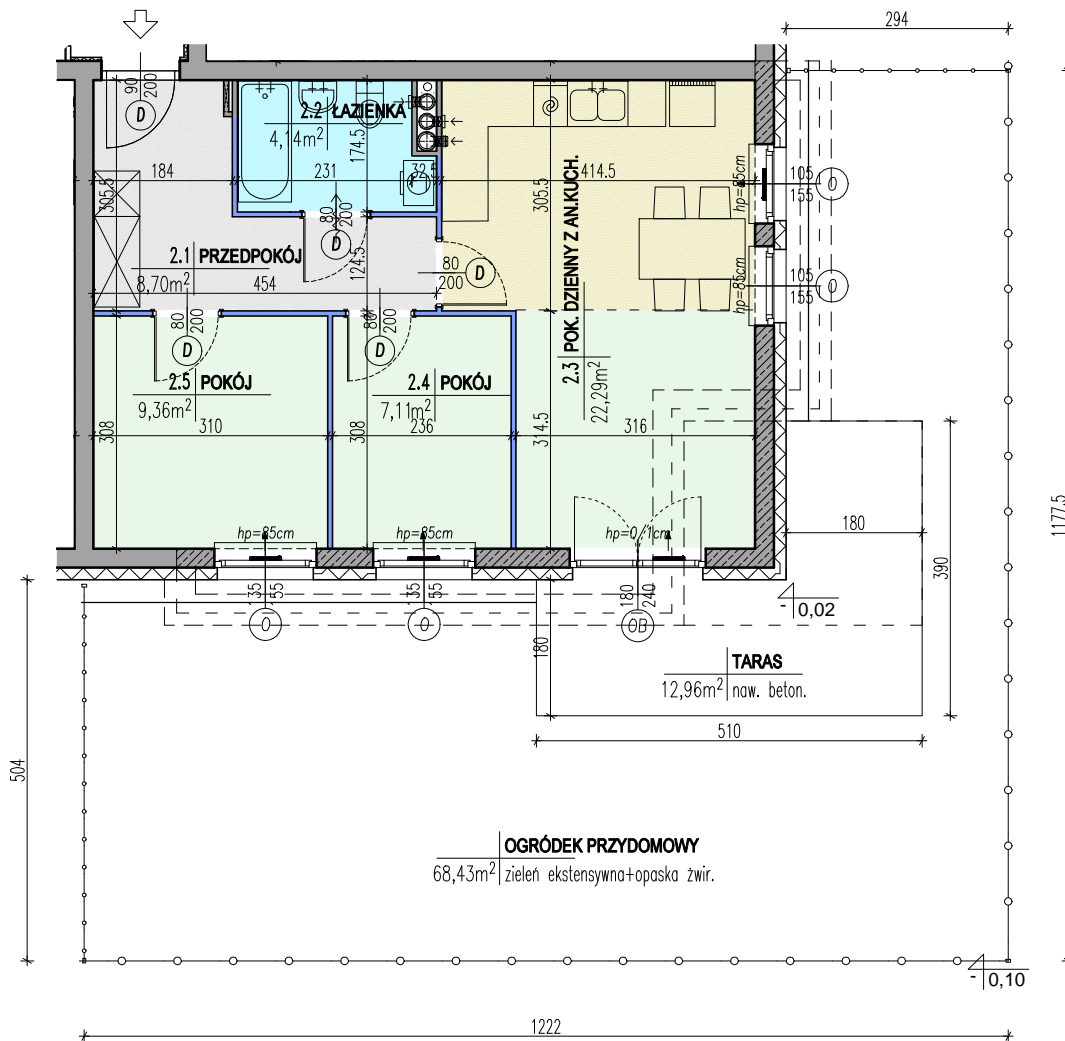 294
90
200
D
2.2 ŁAZIENKA
4,14m²
174.5
184
231
32.5
414.5
305.5
305.5
hp=85cm
105
155
O
80
200
D
2.1 PRZEDPOKÓJ
8,70m²
454
124.5
80
200
D
2.3 POK. DZIENNY Z AN.KUCH.
22,29m²
hp=85cm
105
155
O
80
200
D
80
200
D
2.5 POKÓJ
9,36m²
310
308
2.4 POKÓJ
7,11m²
236
308
314.5
316
hp=85cm
hp=85cm
hp=0/1cm
180
390
1177.5
135
155
O
135
155
O
180
240
OB
- 0,02
180
TARAS
12,96m² naw. beton.
510
504
OGRÓDEK PRZYDOMOWY
68,43m² zieleń ekstensywna+opaska żwir.
- 0,10
1222